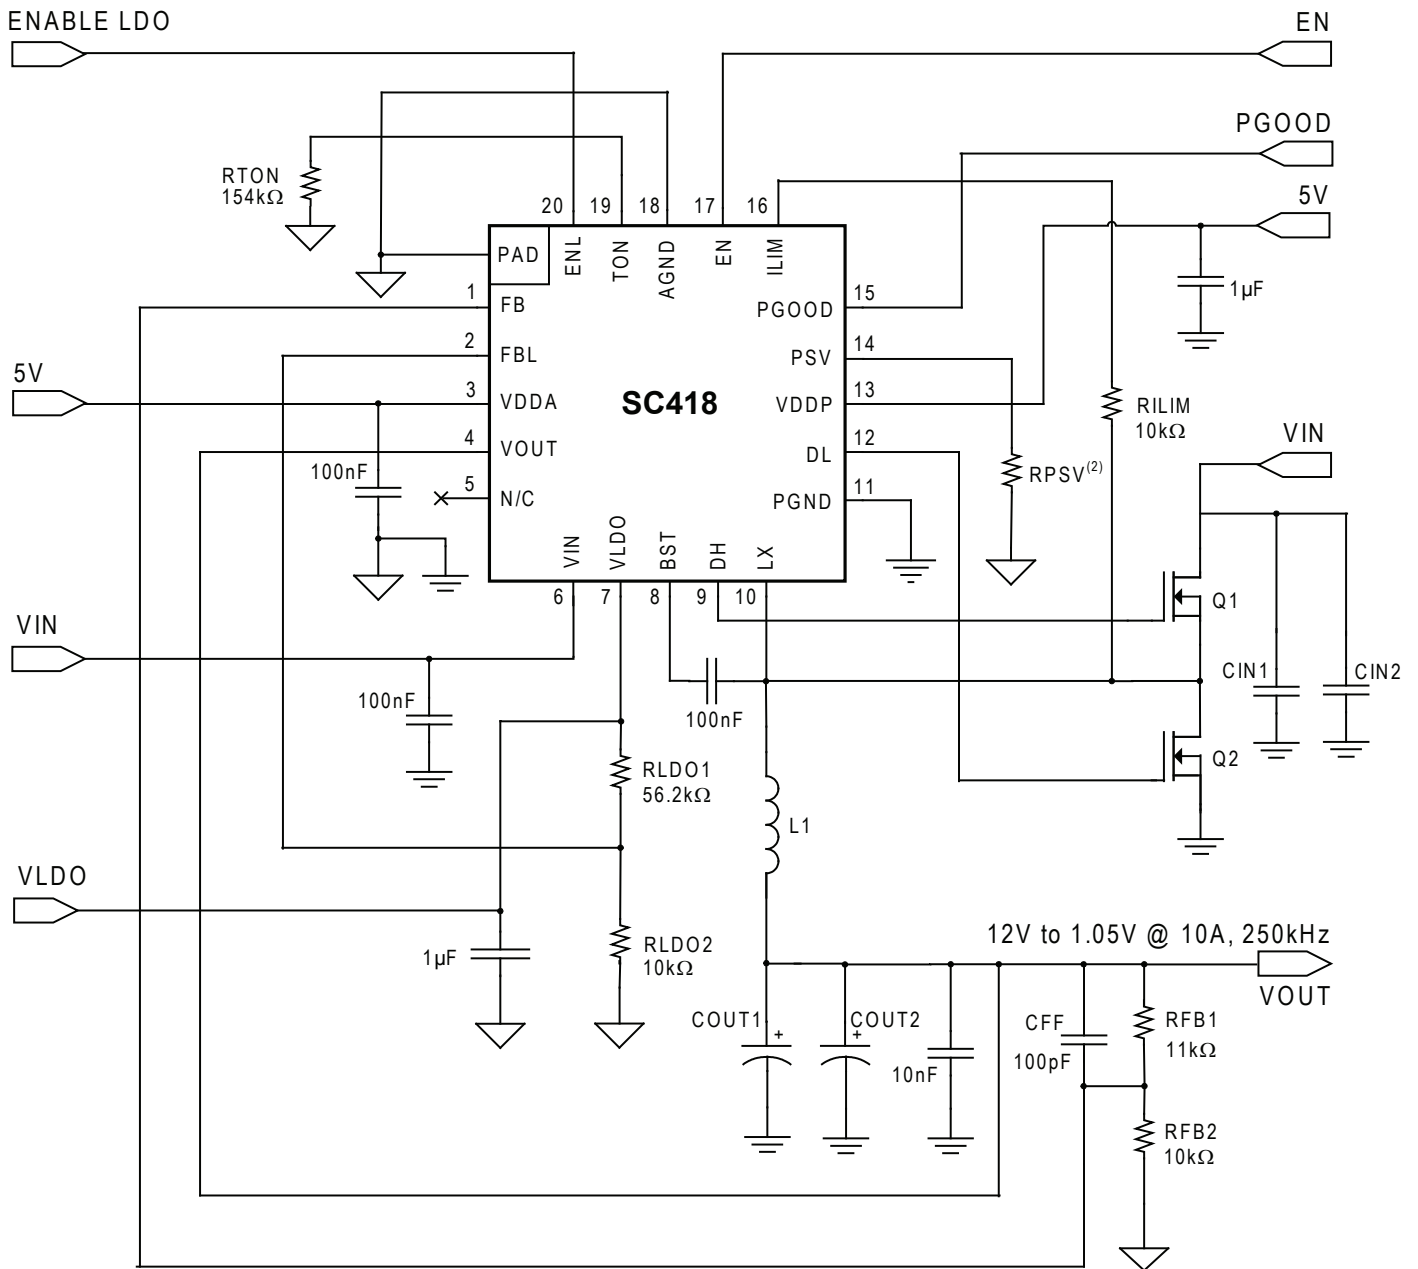 ENABLE LDO
EN
PGOOD
5V
RTON
154kΩ
20
19
18
17
16
PAD
ENL
TON
AGND
EN
ILIM
1
FB
15
PGOOD
1µF
2
FBL
14
PSV
5V
3
VDDA
SC418
13
VDDP
RILIM
10kΩ
VIN
4
VOUT
12
DL
100nF
RPSV(2)
5
N/C
11
PGND
VIN
VLDO
BST
DH
LX
6
7
8
9
10
Q1
VIN
CIN1
CIN2
100nF
100nF
RLDO1
56.2kΩ
Q2
L1
VLDO
12V to 1.05V @ 10A, 250kHz
1µF
RLDO2
10kΩ
VOUT
COUT1
+
COUT2
+
10nF
CFF
100pF
RFB1
11kΩ
RFB2
10kΩ